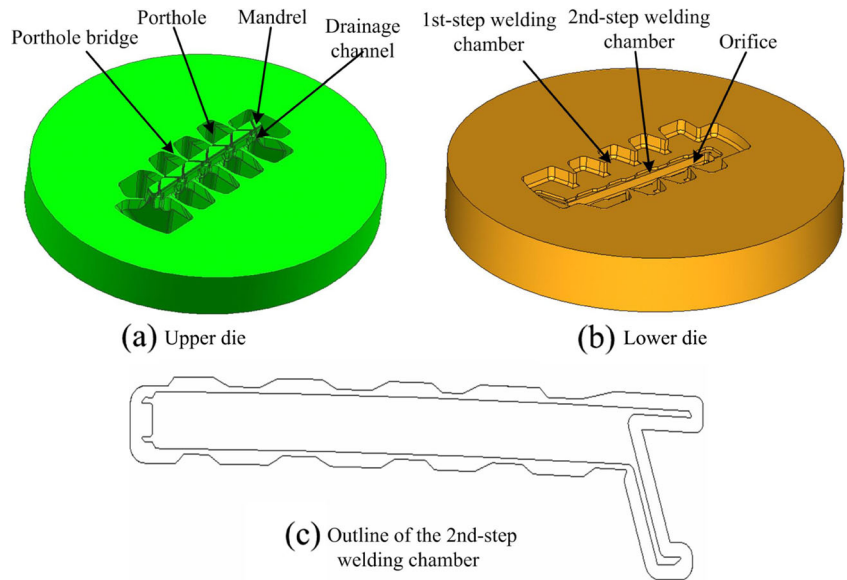 Porthole bridge
Porthole
Mandrel
Drainage
channel
1st-step welding
chamber
2nd-step welding
chamber
Orifice
(a) Upper die
(b) Lower die
(c) Outline of the 2nd-step
welding chamber